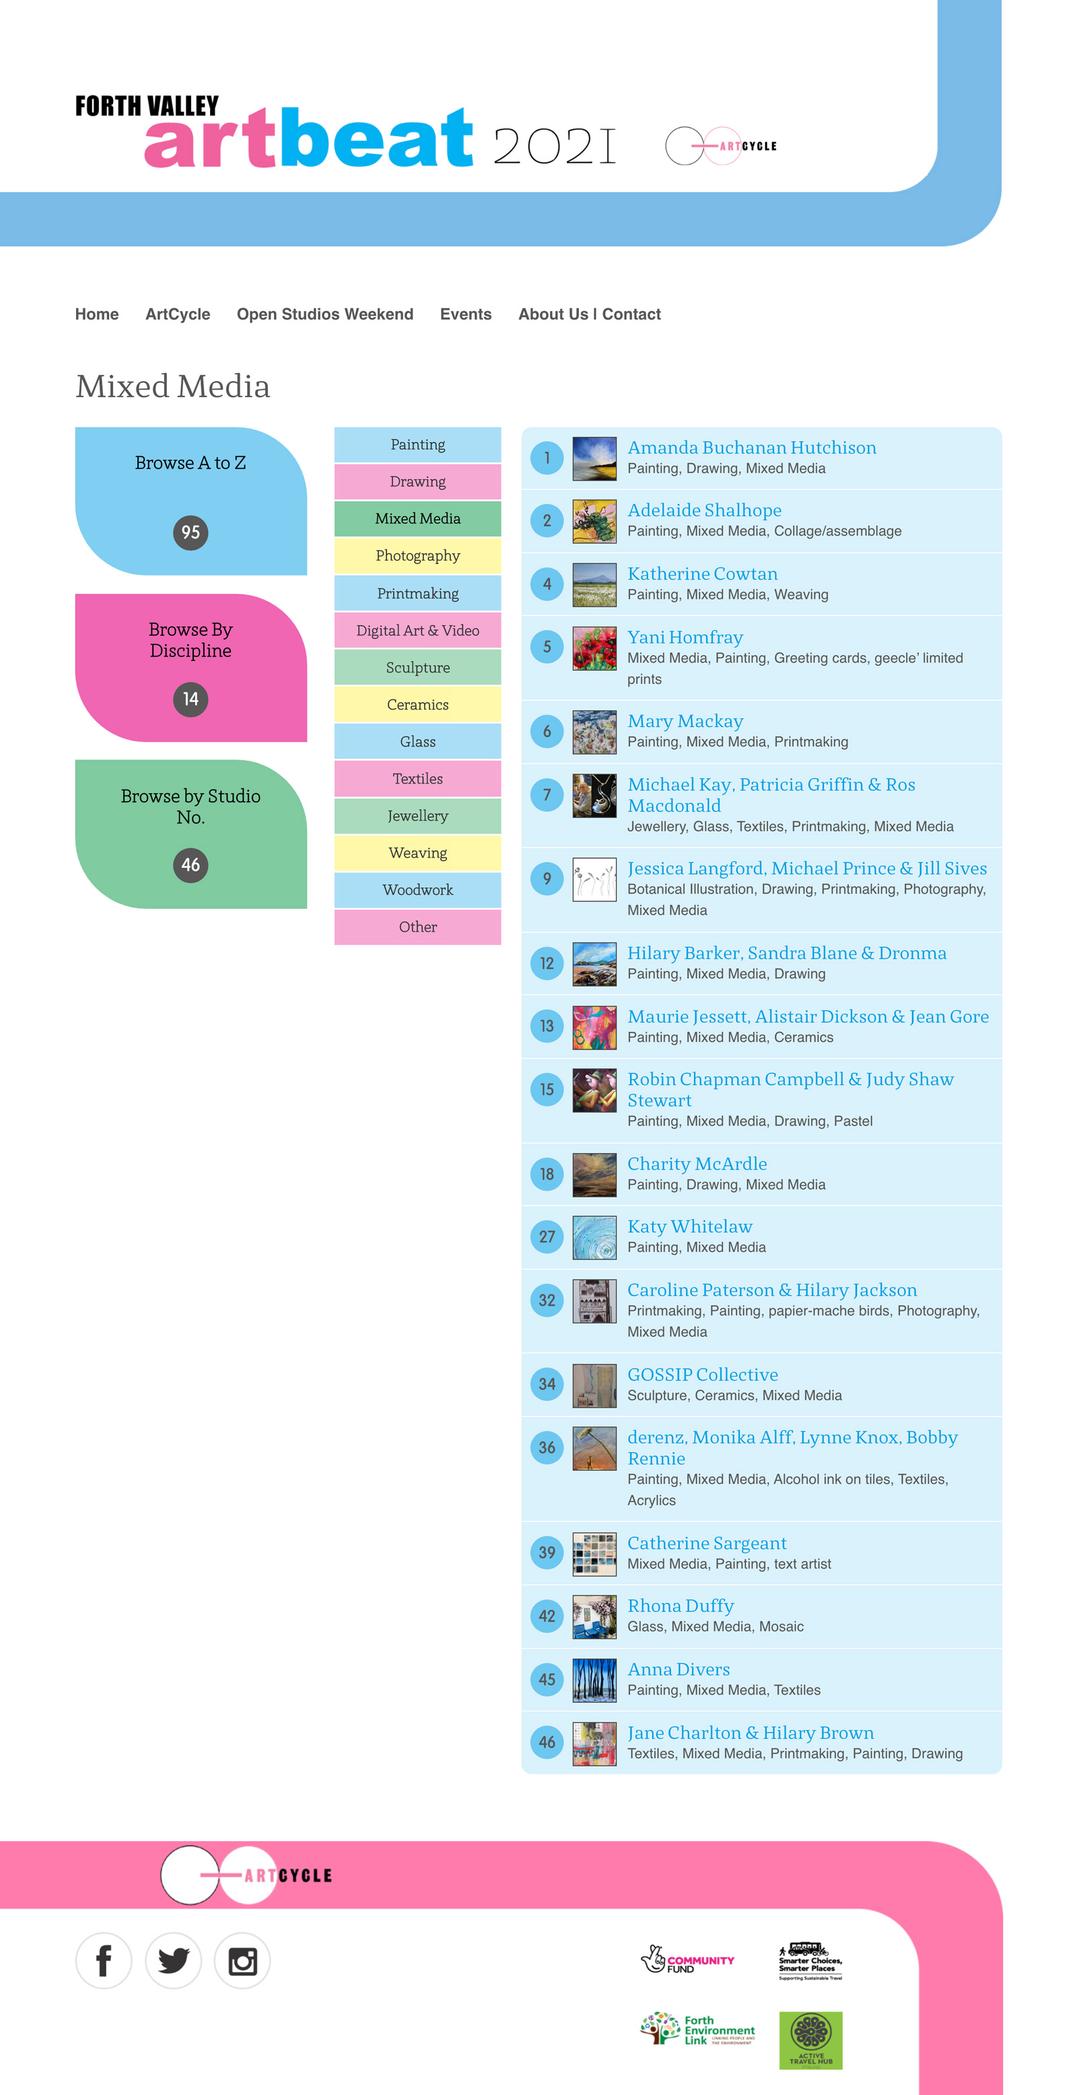 FORTH VALLEY
artbeat 2021
ARTCYCLE
Home ArtCycle Open Studios Weekend Events About Us | Contact
Mixed Media
Browse A to Z
95
Browse By
Discipline
14
Browse by Studio
No.
46
Painting
Drawing
Mixed Media
Photography
Printmaking
Digital Art & Video
Sculpture
Ceramics
Glass
Textiles
Jewellery
Weaving
Woodwork
Other
1
Amanda Buchanan Hutchison
Painting, Drawing, Mixed Media
2
Adelaide Shalhope
Painting, Mixed Media, Collage/assemblage
4
Katherine Cowtan
Painting, Mixed Media, Weaving
5
Yani Homfray
Mixed Media, Painting, Greeting cards, geecle’ limited
prints
6
Mary Mackay
Painting, Mixed Media, Printmaking
7
Michael Kay, Patricia Griffin & Ros
Macdonald
Jewellery, Glass, Textiles, Printmaking, Mixed Media
9
Jessica Langford, Michael Prince & Jill Sives
Botanical Illustration, Drawing, Printmaking, Photography,
Mixed Media
12
Hilary Barker, Sandra Blane & Dronma
Painting, Mixed Media, Drawing
13
Maurie Jessett, Alistair Dickson & Jean Gore
Painting, Mixed Media, Ceramics
15
Robin Chapman Campbell & Judy Shaw
Stewart
Painting, Mixed Media, Drawing, Pastel
18
Charity McArdle
Painting, Drawing, Mixed Media
27
Katy Whitelaw
Painting, Mixed Media
32
Caroline Paterson & Hilary Jackson
Printmaking, Painting, papier-mache birds, Photography,
Mixed Media
34
GOSSIP Collective
Sculpture, Ceramics, Mixed Media
36
derenz, Monika Alff, Lynne Knox, Bobby
Rennie
Painting, Mixed Media, Alcohol ink on tiles, Textiles,
Acrylics
39
Catherine Sargeant
Mixed Media, Painting, text artist
42
Rhona Duffy
Glass, Mixed Media, Mosaic
45
Anna Divers
Painting, Mixed Media, Textiles
46
Jane Charlton & Hilary Brown
Textiles, Mixed Media, Printmaking, Painting, Drawing
ARTCYCLE
COMMUNITY
FUND
Smarter Choices,
Smarter Places
Supporting Sustainable Travel
Forth
Environment
Link
LINKING PEOPLE AND
THE ENVIRONMENT
ACTIVE
TRAVEL HUB